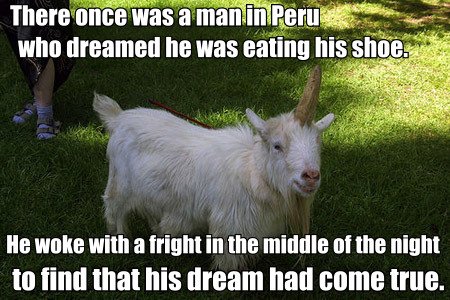 There once was a man in Peru
who dreamed he was eating his shoe.
He woke with a fright in the middle of the night
to find that his dream had come true.